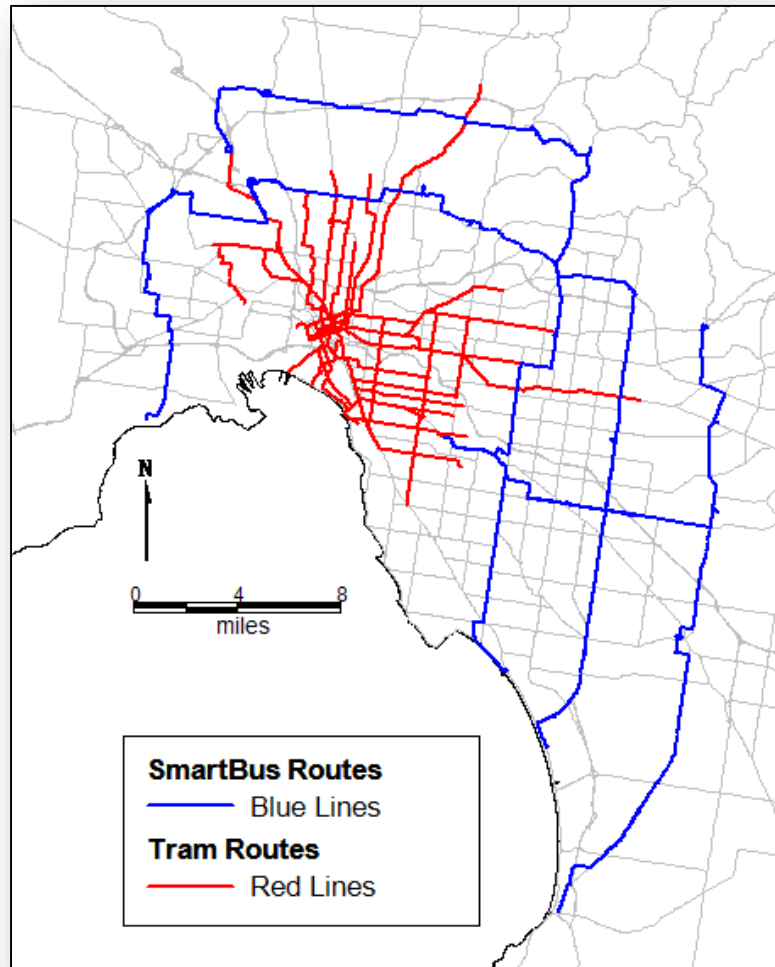 N
0 4 8
miles
SmartBus Routes
Blue Lines
Tram Routes
Red Lines